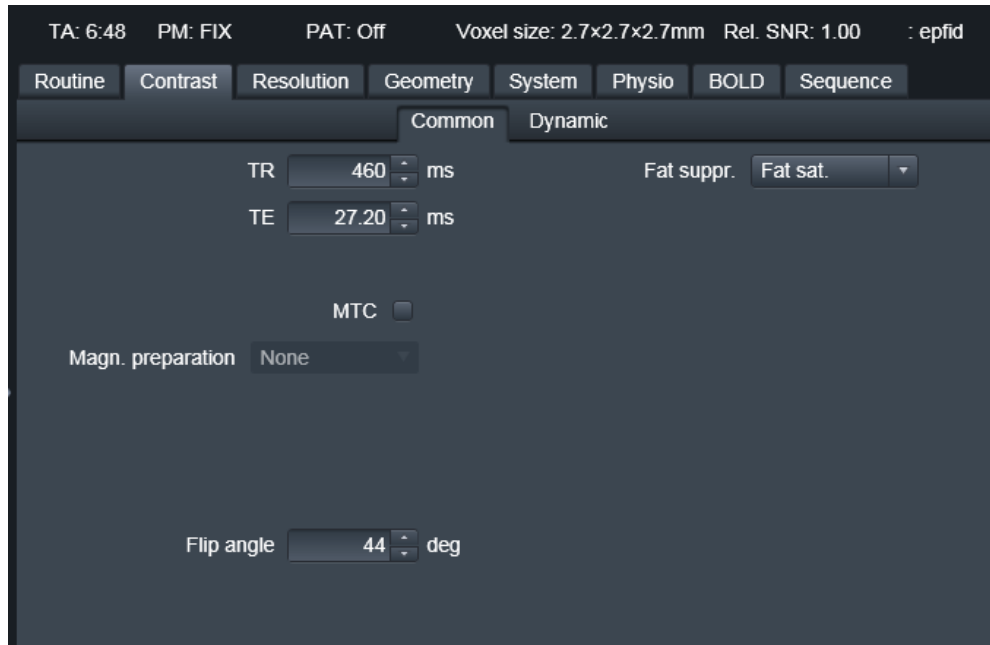 TA: 6:48 PM: FIX PAT: Off Voxel size: 2.7×2.7×2.7mm Rel. SNR: 1.00 : epfid
Routine Contrast Resolution Geometry System Physio BOLD Sequence
Common Dynamic
TR 460 ms Fat suppr. Fat sat.
TE 27.20 ms
MTC
Magn. preparation None
Flip angle 44 deg